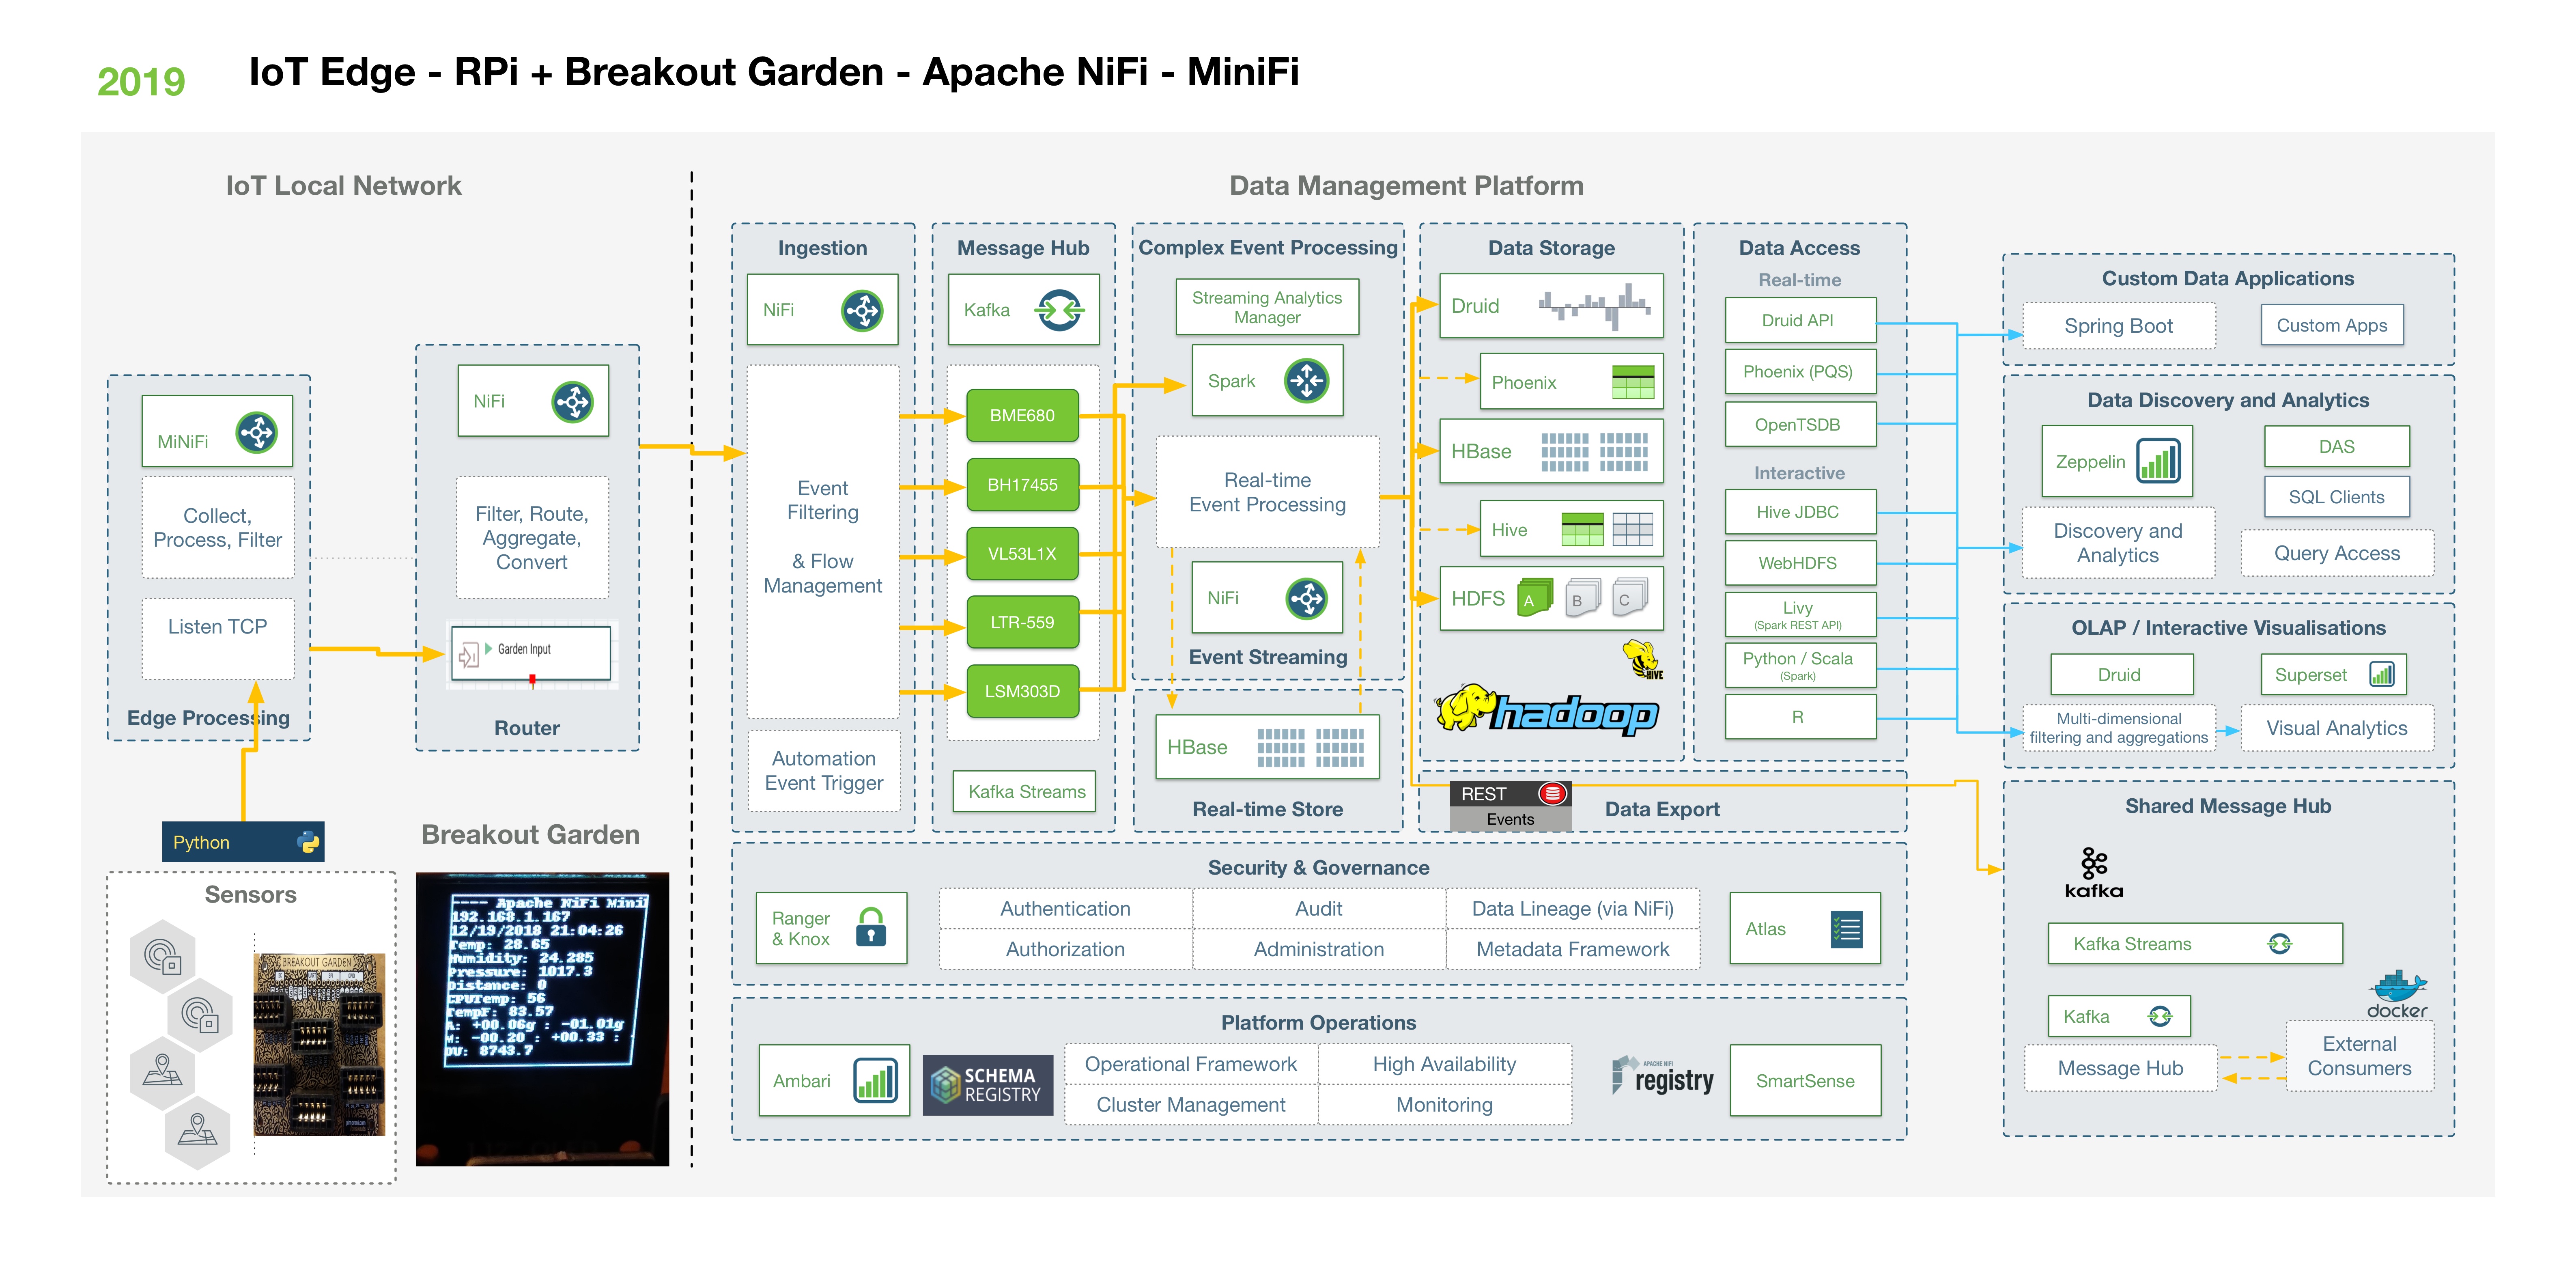 2019
IoT Edge - RPi + Breakout Garden - Apache NiFi - MiniFi
IoT Local Network
Data Management Platform
MiNiFi
Collect,
Process, Filter
Listen TCP
Edge Processing
NiFi
Filter, Route,
Aggregate,
Convert
Garden Input
Router
Python
Sensors
BREAKOUT GARDEN
Breakout Garden
---- Apache NiFi Mini
192.168.1.167
12/19/2018 21:04:26
Temp: 28.65
Humidity: 24.285
Pressure: 1017.3
Distance: 0
CPUTemp: 56
TempF: 83.57
A: +00.06g : -01.01g
M: -00.20 : +00.33 :
OU: 8743.7
Ingestion
NiFi
Event
Filtering
& Flow
Management
Automation
Event Trigger
Message Hub
Kafka
BME680
BH17455
VL53L1X
LTR-559
LSM303D
Kafka Streams
Complex Event Processing
Streaming Analytics
Manager
Spark
Real-time
Event Processing
NiFi
Event Streaming
HBase
Real-time Store
Data Storage
Druid
Phoenix
HBase
Hive
HDFS
A
B
C
HIVE
hadoop
Data Access
Real-time
Druid API
Phoenix (PQS)
OpenTSDB
Interactive
Hive JDBC
WebHDFS
Livy
(Spark REST API)
Python / Scala
(Spark)
R
REST
Events
Data Export
Custom Data Applications
Spring Boot
Custom Apps
Data Discovery and Analytics
Zeppelin
DAS
SQL Clients
Discovery and
Analytics
Query Access
OLAP / Interactive Visualisations
Druid
Superset
Multi-dimensional
filtering and aggregations
Visual Analytics
Shared Message Hub
kafka
Kafka Streams
Kafka
docker
Message Hub
External
Consumers
Security & Governance
Ranger
& Knox
Authentication
Audit
Data Lineage (via NiFi)
Authorization
Administration
Metadata Framework
Atlas
Platform Operations
Ambari
SCHEMA
REGISTRY
Operational Framework
High Availability
Cluster Management
Monitoring
APACHE NIFI
registry
SmartSense